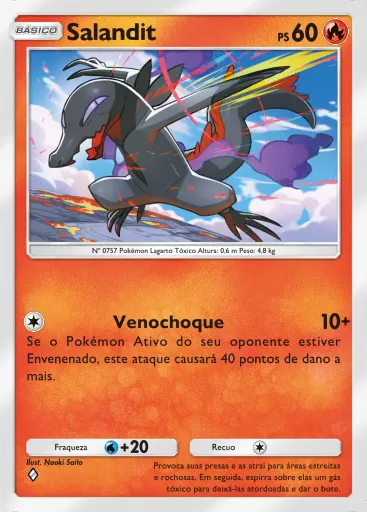 BÁSICO Salandit PS 60
N° 0757 Pokémon Lagarto Tóxico Altura: 0,6 m Peso: 4,8 kg
Venochoque 10+
Se o Pokémon Ativo do seu oponente estiver
Envenenado, este ataque causará 40 pontos de dano a
mais.
Fraqueza +20 Recuo
Ilust. Naoki Saito
Provoca suas presas e as atrai para áreas estreitas
e rochosas. Em seguida, espirra sobre elas um gás
tóxico para deixá-las atordoadas e dar o bote.